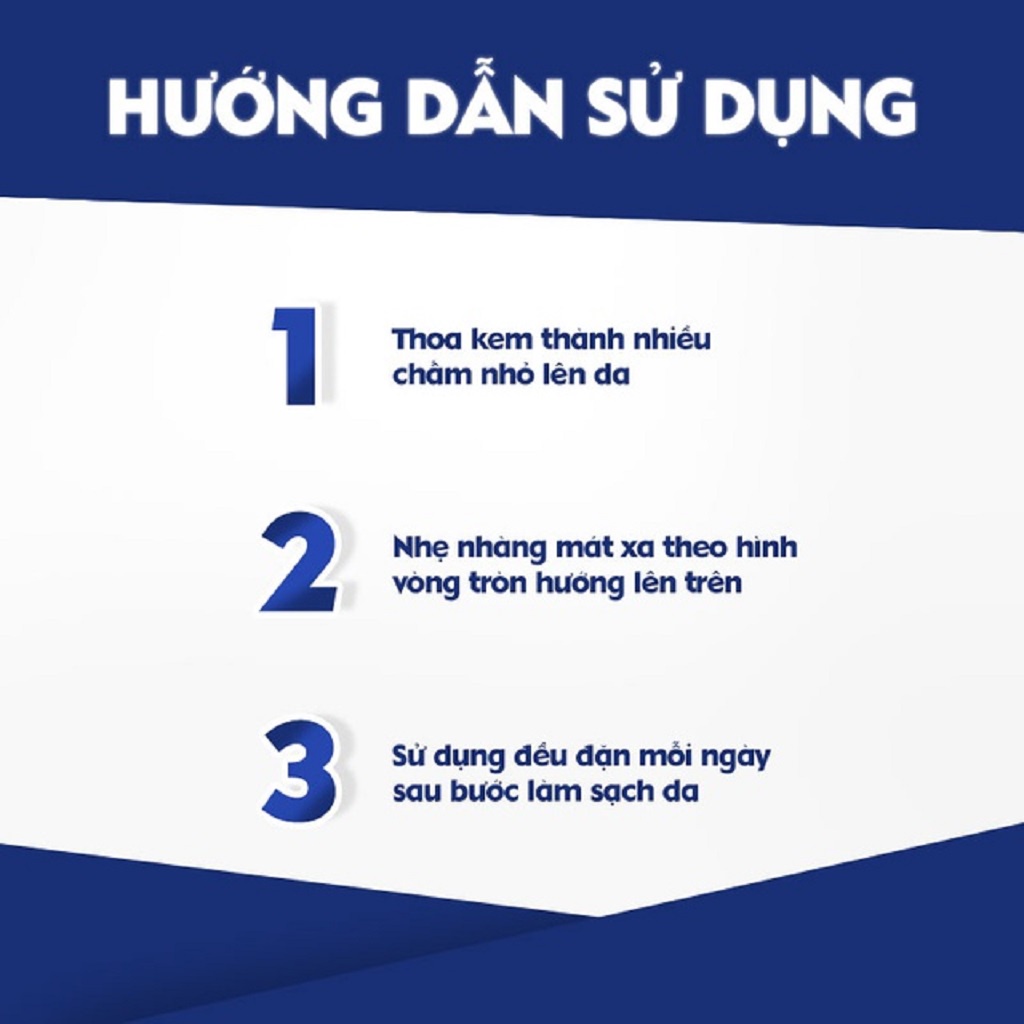 HƯỚNG DẪN SỬ DỤNG
1
Thoa kem thành nhiều
chấm nhỏ lên da
2
Nhẹ nhàng mát xa theo hình
vòng tròn hướng lên trên
3
Sử dụng đều đặn mỗi ngày
sau bước làm sạch da